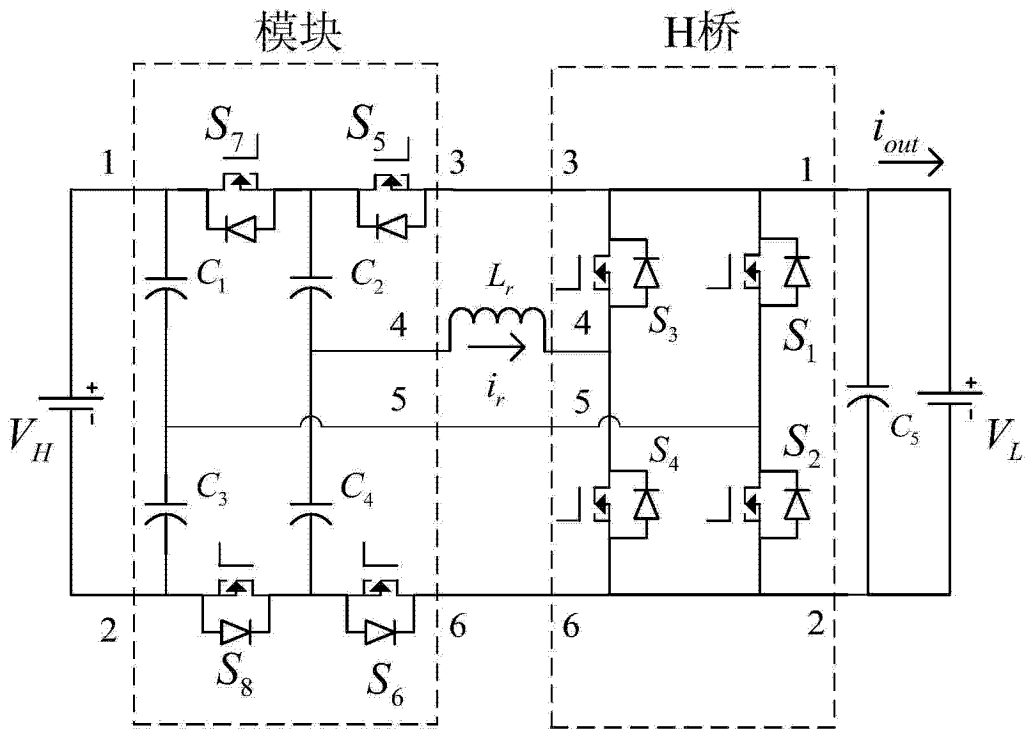 模块 H桥
S7 S5 iout
1 3 3 1
C1 C2 Lr S3 S1
4 4
ir
5 5
VH + - C3 C4 S4 S2 C5 + - VL
2 6 6 2
S8 S6